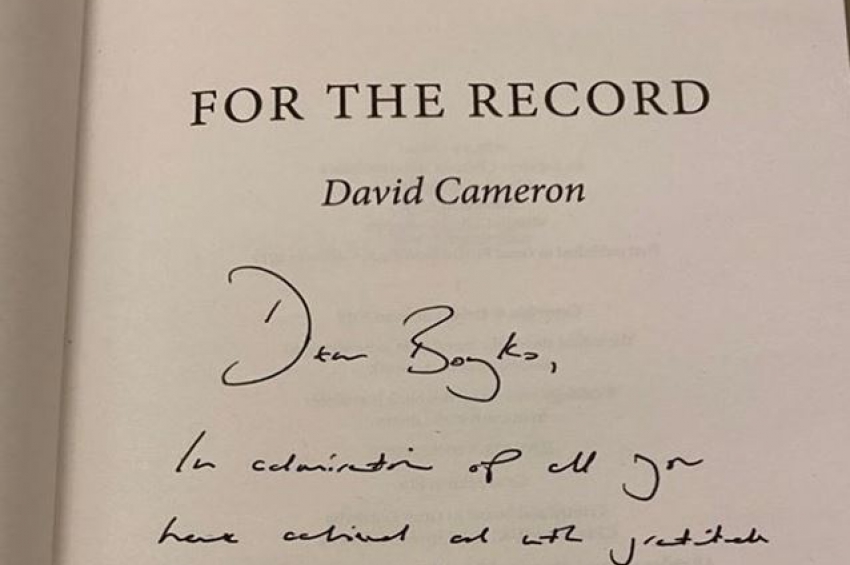 FOR THE RECORD
David Cameron
Dear Boyko,
In admiration of all you
have achieved and with gratitude